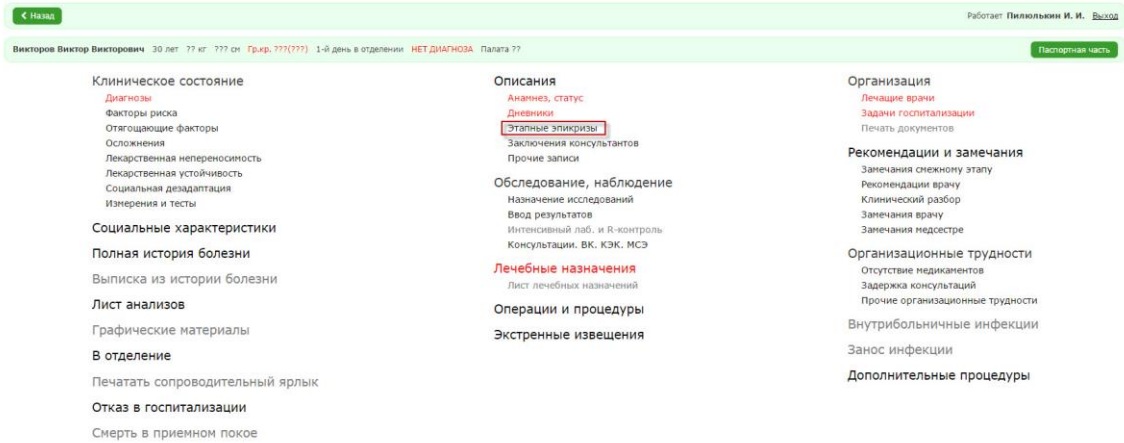 Назад
Работает Пилюлькин И. И. Выход
Викторов Виктор Викторович 30 лет ?? кг ??? см Гр.кр. ???(???) 1-й день в отделении НЕТ ДИАГНОЗА Палата ??
Паспортная часть
Клиническое состояние
Диагнозы
Факторы риска
Отягощающие факторы
Осложнения
Лекарственная непереносимость
Лекарственная устойчивость
Социальная дезадаптация
Измерения и тесты
Социальные характеристики
Полная история болезни
Выписка из истории болезни
Лист анализов
Графические материалы
В отделение
Печатать сопроводительный ярлык
Отказ в госпитализации
Смерть в приемном покое
Описания
Анамнез, статус
Дневники
Этапные эпикризы
Заключения консультантов
Прочие записи
Обследование, наблюдение
Назначение исследований
Ввод результатов
Интенсивный лаб. и R-контроль
Консультации. ВК. КЭК. МСЭ
Лечебные назначения
Лист лечебных назначений
Операции и процедуры
Экстренные извещения
Организация
Лечащие врачи
Задачи госпитализации
Печать документов
Рекомендации и замечания
Замечания смежному этапу
Рекомендации врачу
Клинический разбор
Замечания врачу
Замечания медсестре
Организационные трудности
Отсутствие медикаментов
Задержка консультаций
Прочие организационные трудности
Внутрибольничные инфекции
Занос инфекции
Дополнительные процедуры